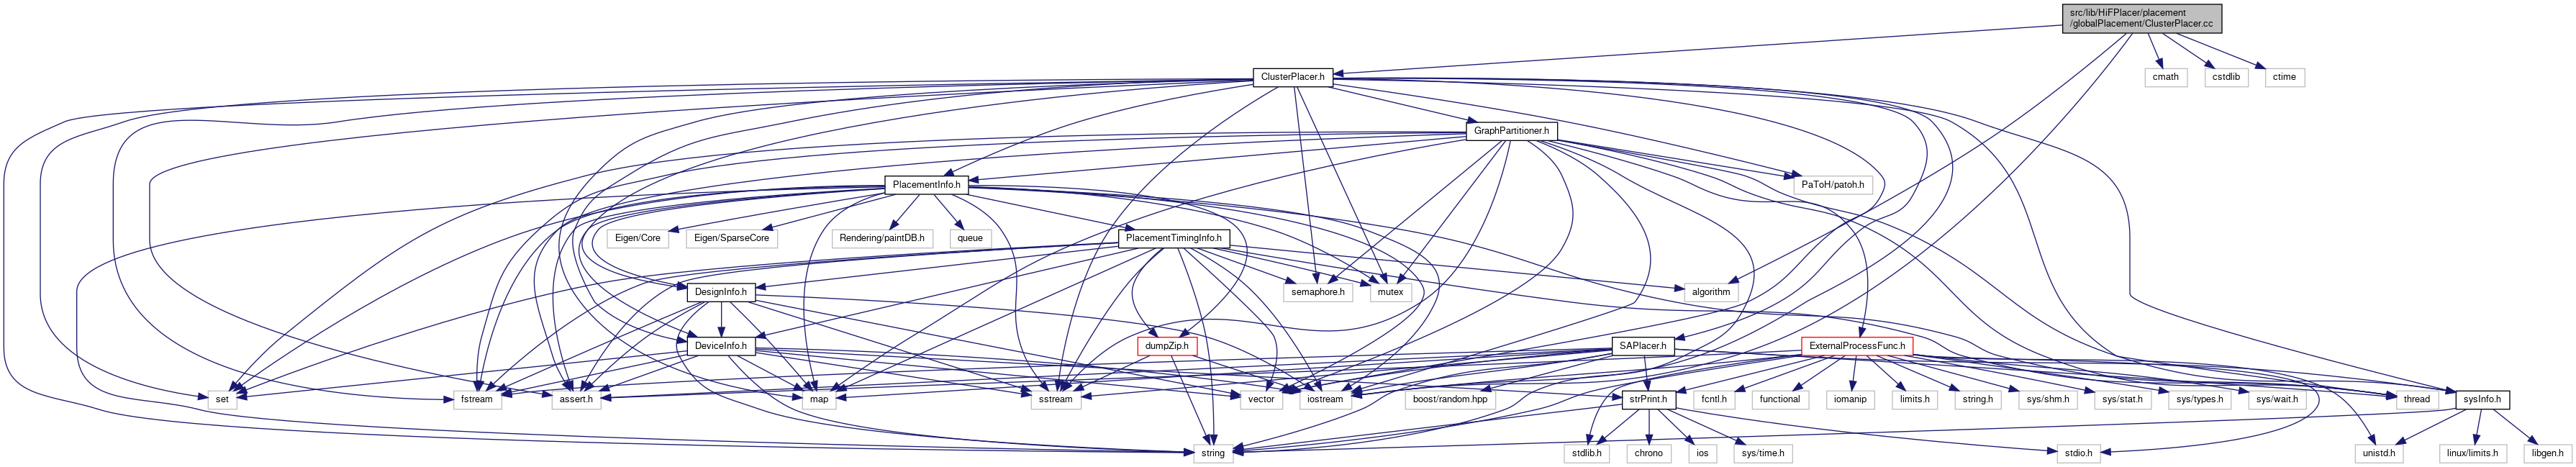 src/lib/HiFPlacer/placement
/globalPlacement/ClusterPlacer.cc
ClusterPlacer.h
cmath
cstdlib
ctime
GraphPartitioner.h
PlacementInfo.h
PaToH/patoh.h
Eigen/Core
Eigen/SparseCore
Rendering/paintDB.h
queue
PlacementTimingInfo.h
DesignInfo.h
semaphore.h
mutex
algorithm
DeviceInfo.h
dumpZip.h
SAPlacer.h
ExternalProcessFunc.h
set
fstream
assert.h
map
sstream
vector
iostream
boost/random.hpp
strPrint.h
fcntl.h
functional
iomanip
limits.h
string.h
sys/shm.h
sys/stat.h
sys/types.h
sys/wait.h
thread
sysInfo.h
string
stdlib.h
chrono
ios
sys/time.h
stdio.h
unistd.h
linux/limits.h
libgen.h